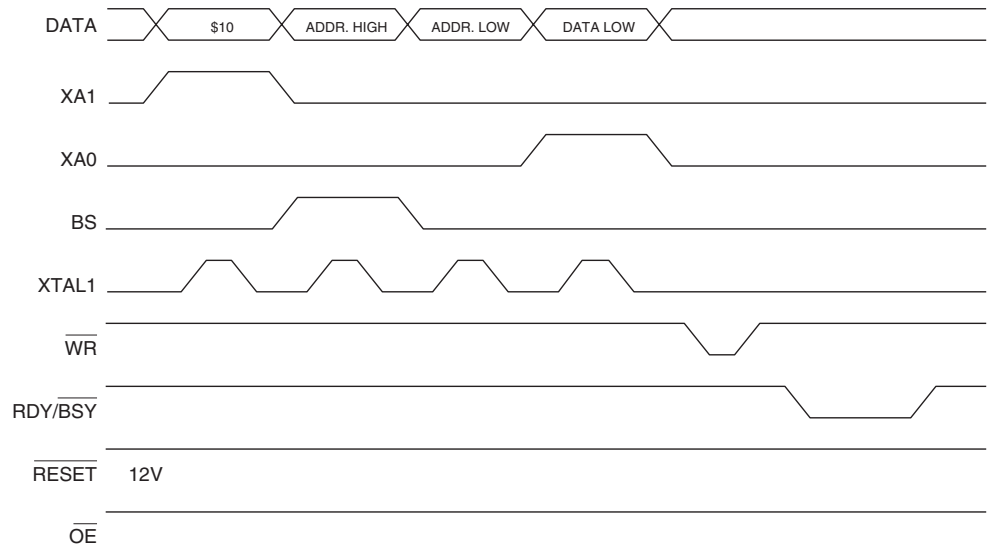 DATA $10 ADDR. HIGH ADDR. LOW DATA LOW
XA1
XA0
BS
XTAL1
WR
RDY/BSY
RESET 12V
OE